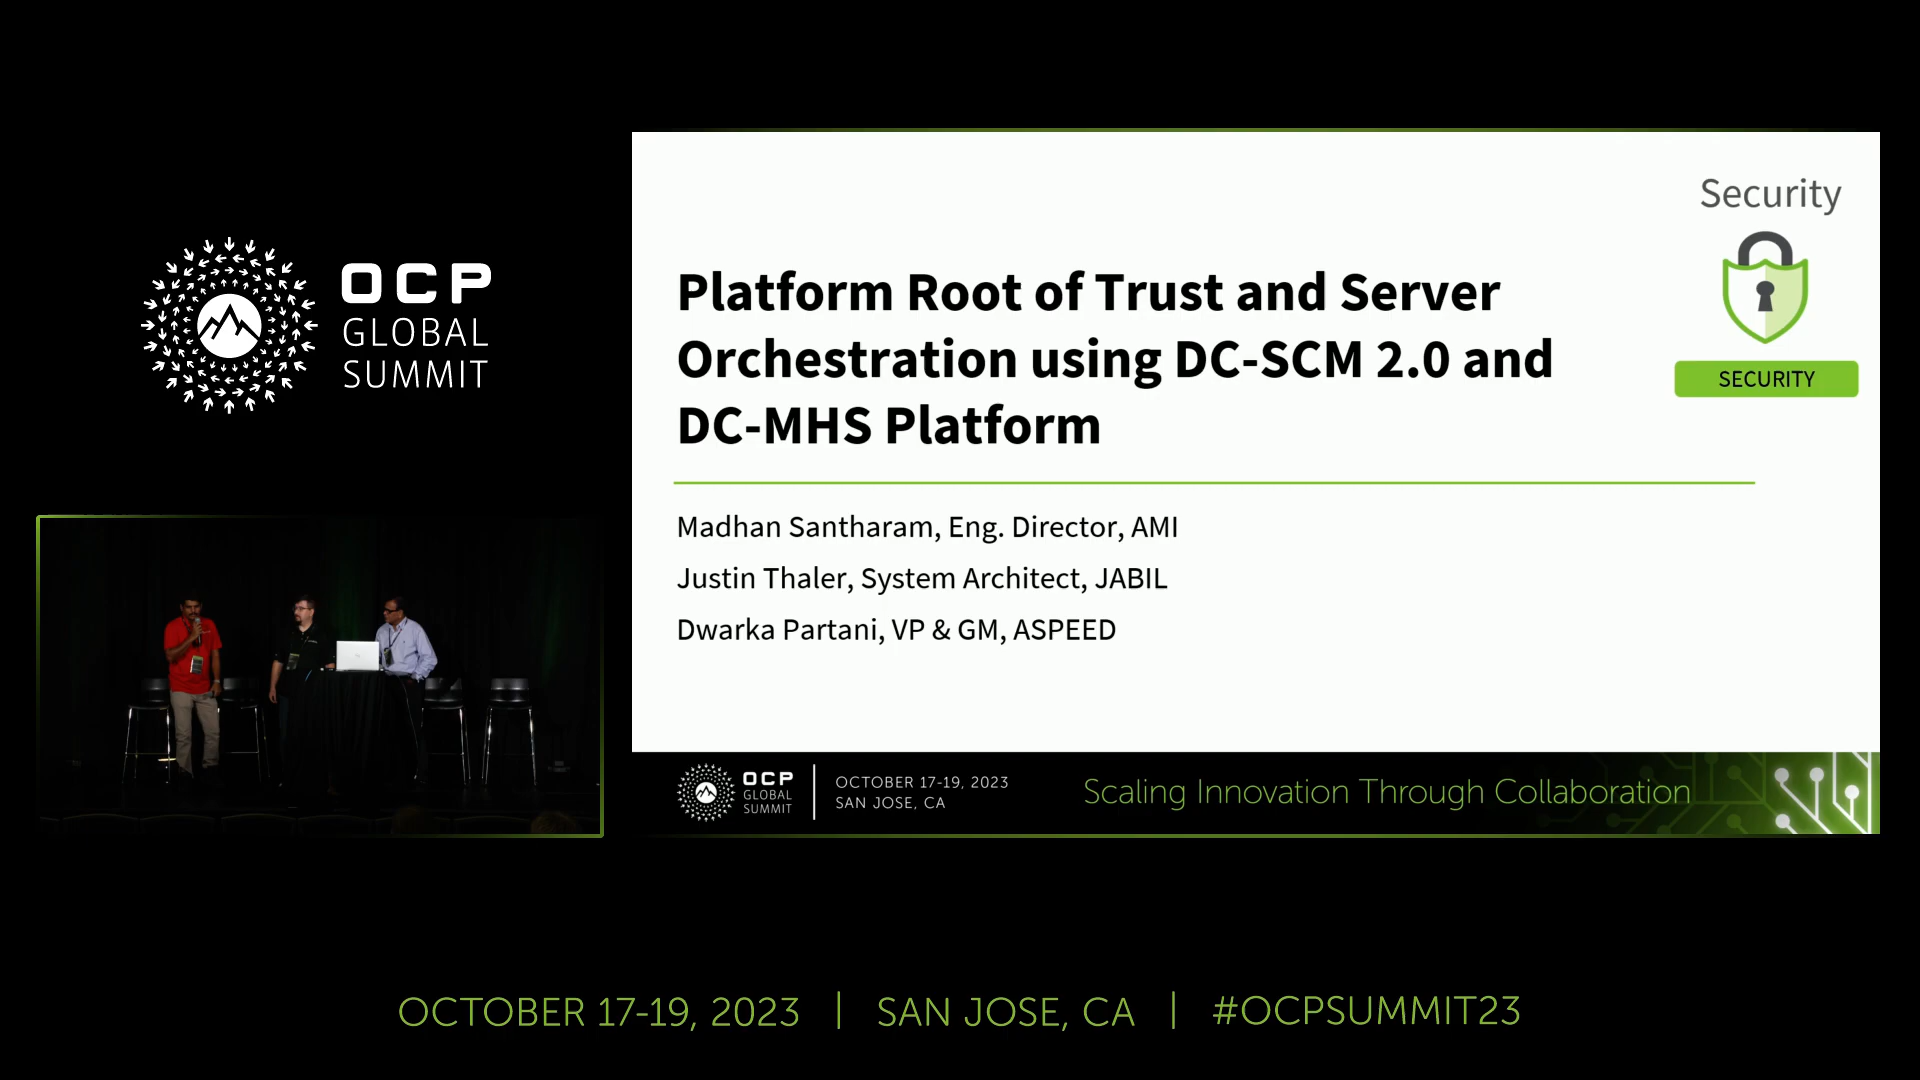 OCP
GLOBAL
SUMMIT
Security
SECURITY
Platform Root of Trust and Server
Orchestration using DC-SCM 2.0 and
DC-MHS Platform
Madhan Santharam, Eng. Director, AMI
Justin Thaler, System Architect, JABIL
Dwarka Partani, VP & GM, ASPEED
OCP
GLOBAL
SUMMIT
OCTOBER 17-19, 2023
SAN JOSE, CA
Scaling Innovation Through Collaboration
OCTOBER 17-19, 2023 | SAN JOSE, CA | #OCPSUMMIT23